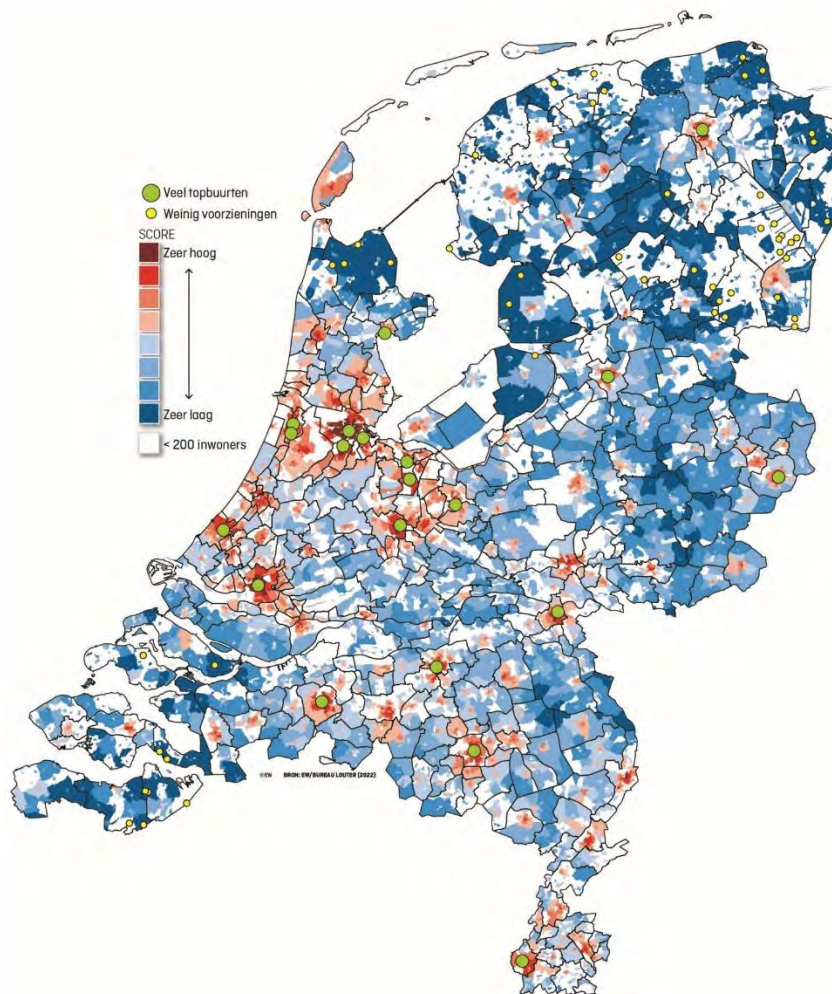 Veel topbuurten
Weinig voorzieningen
SCORE
Zeer hoog
Zeer laag
< 200 inwoners
©EW BRON: EW/BUREAU LOUTER (2022)